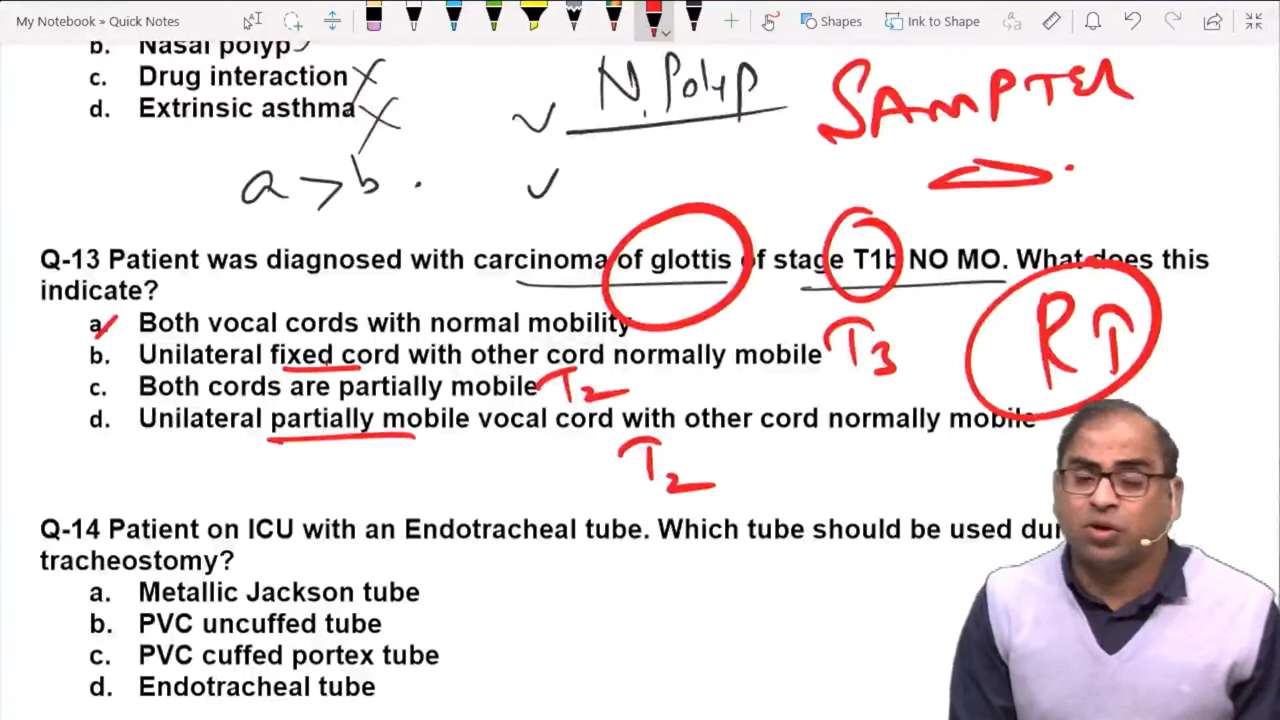 My Notebook » Quick Notes
Shapes
Ink to Shape
b. Nasal polyp
c. Drug interaction
d. Extrinsic asthma
N. Polyp
SAMPTER
a > b .
Q-13 Patient was diagnosed with carcinoma of glottis of stage T1b NO MO. What does this
indicate?
a. Both vocal cords with normal mobility
b. Unilateral fixed cord with other cord normally mobile
T3
c. Both cords are partially mobile
T2
RT
d. Unilateral partially mobile vocal cord with other cord normally mobile
T2
Q-14 Patient on ICU with an Endotracheal tube. Which tube should be used
tracheostomy?
a. Metallic Jackson tube
b. PVC uncuffed tube
c. PVC cuffed portex tube
d. Endotracheal tube